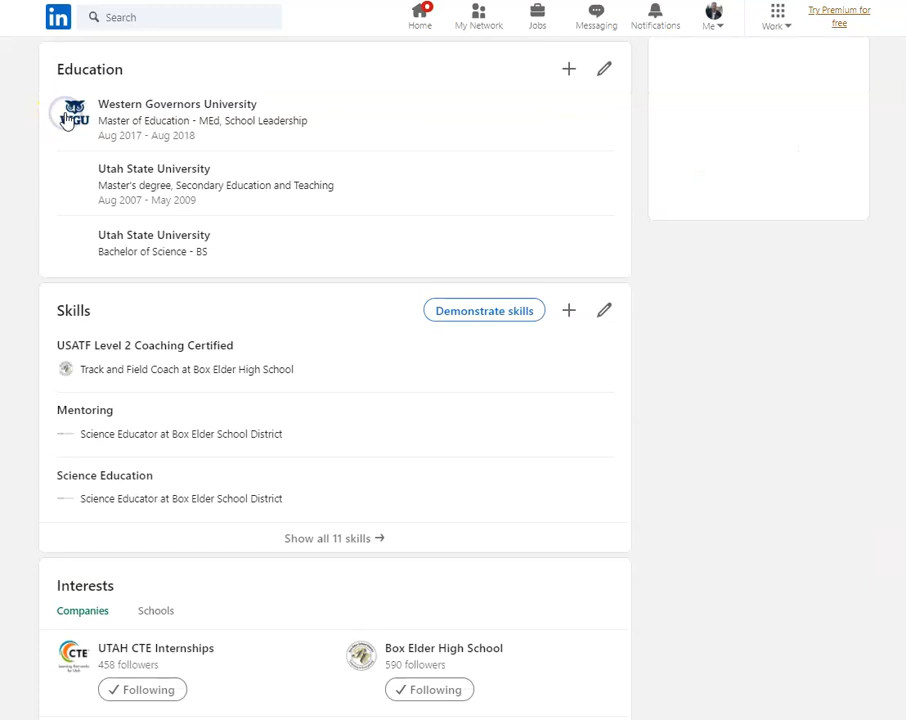 in
Search
Home
My Network
Jobs
Messaging
Notifications
Me
Work
Try Premium for
free
Education
Western Governors University
Master of Education - MEd, School Leadership
Aug 2017 - Aug 2018
Utah State University
Master's degree, Secondary Education and Teaching
Aug 2007 - May 2009
Utah State University
Bachelor of Science - BS
Skills
Demonstrate skills
USATF Level 2 Coaching Certified
Track and Field Coach at Box Elder High School
Mentoring
Science Educator at Box Elder School District
Science Education
Science Educator at Box Elder School District
Show all 11 skills
Interests
Companies
Schools
CTE
UTAH CTE Internships
458 followers
Following
Box Elder High School
590 followers
Following